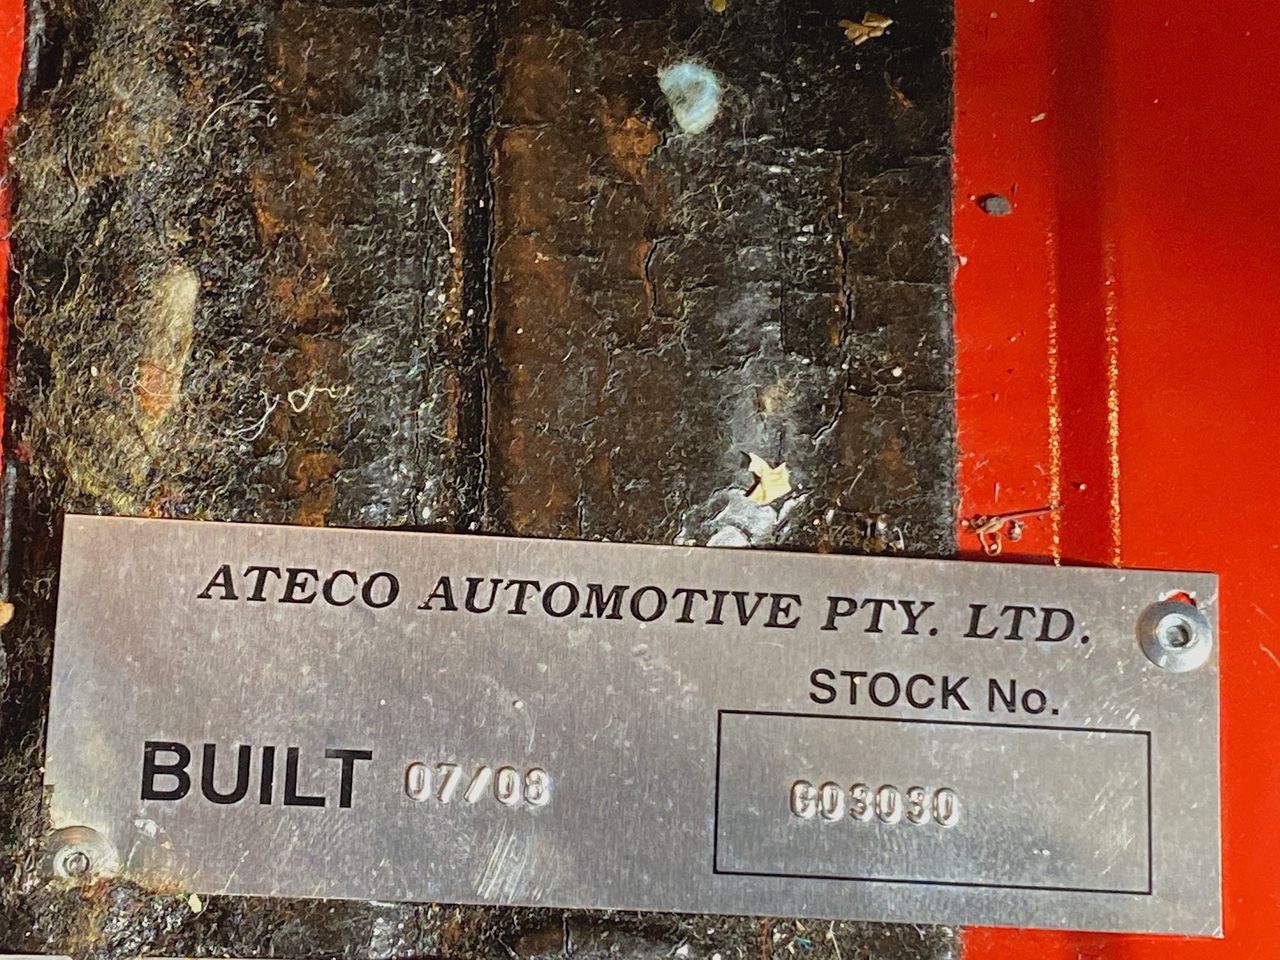 ATECO AUTOMOTIVE PTY. LTD.
STOCK No.
BUILT 07/08
G03030